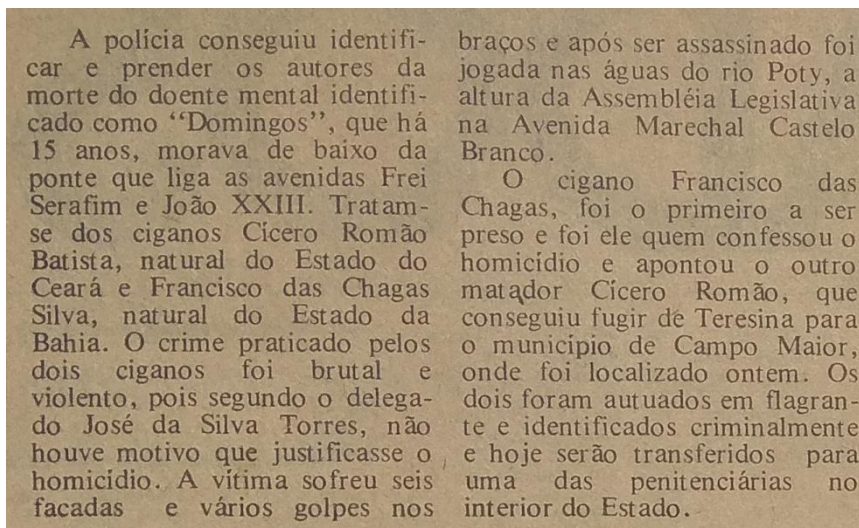 A polícia conseguiu identifi-
car e prender os autores da
morte do doente mental identifi-
cado como “Domingos”, que há
15 anos, morava de baixo da
ponte que liga as avenidas Frei
Serafim e João XXIII. Tratam-
se dos ciganos Cícero Romão
Batista, natural do Estado do
Ceará e Francisco das Chagas
Silva, natural do Estado da
Bahia. O crime praticado pelos
dois ciganos foi brutal e
violento, pois segundo o delega-
do José da Silva Torres, não
houve motivo que justificasse o
homicídio. A vítima sofreu seis
facadas e vários golpes nos
braços e após ser assassinado foi
jogada nas águas do rio Poty, a
altura da Assembléia Legislativa
na Avenida Marechal Castelo
Branco.
O cigano Francisco das
Chagas, foi o primeiro a ser
preso e foi ele quem confessou o
homicídio e apontou o outro
matador Cícero Romão, que
conseguiu fugir de Teresina para
o município de Campo Maior,
onde foi localizado ontem. Os
dois foram autuados em flagran-
te e identificados criminalmente
e hoje serão transferidos para
uma das penitenciárias no
interior do Estado.